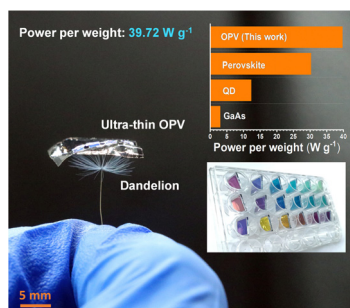 Power per weight: 39.72 W g-1
OPV (This work)
Perovskite
QD
GaAs
0 5 10 15 20 25 30 35 40
Power per weight (W g-1)
Ultra-thin OPV
Dandelion
5 mm